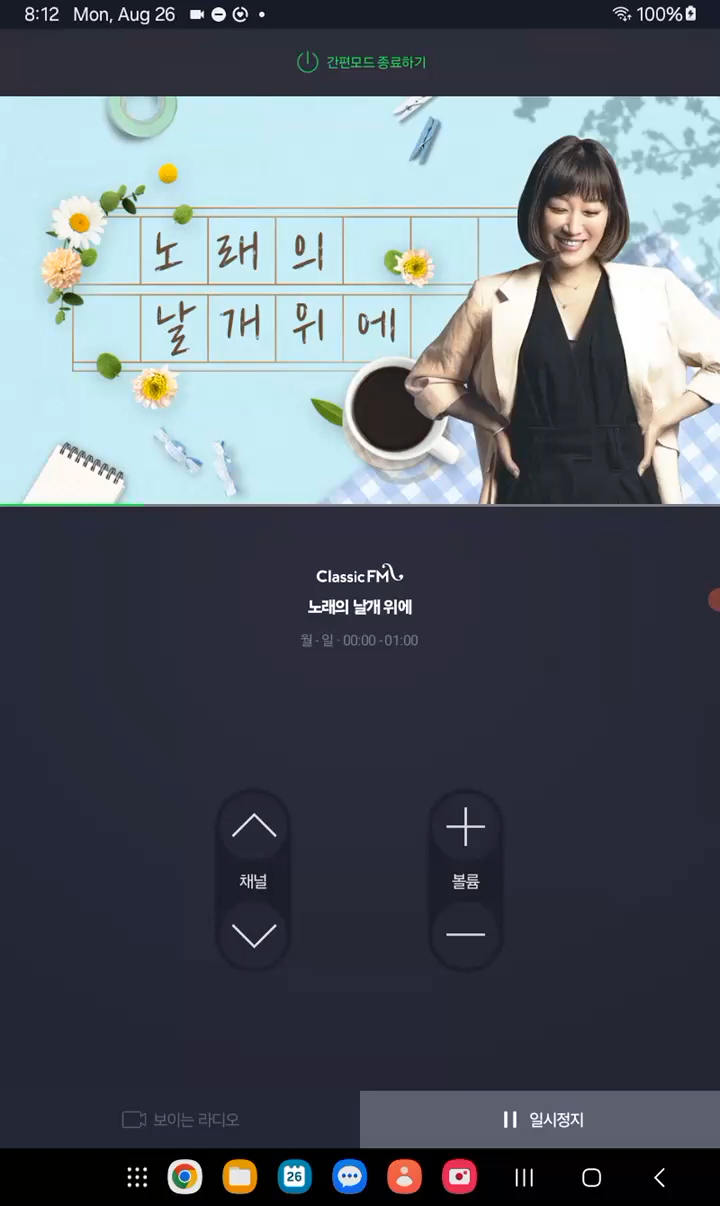 8:12 Mon, Aug 26 100%
간편모드 종료하기
노래의
날개위에
Classic FM
노래의 날개 위에
월 - 일 · 00:00 - 01:00
채널
볼륨
보이는 라디오
일시정지
26